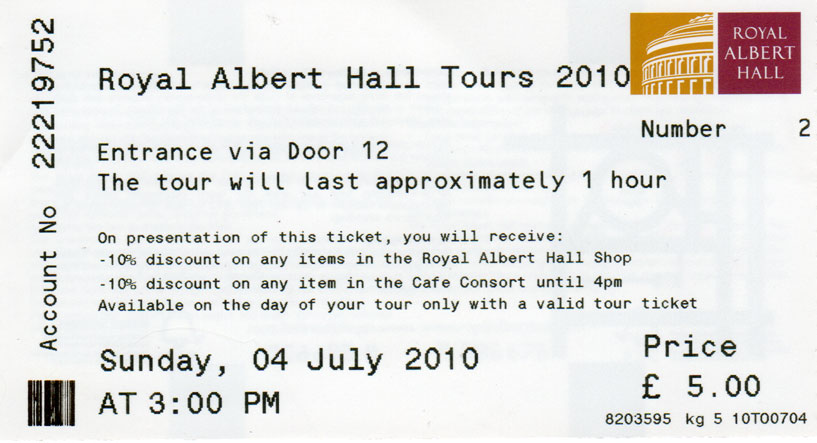 Account No 22219752
Royal Albert Hall Tours 2010
ROYAL
ALBERT
HALL
Number 2
Entrance via Door 12
The tour will last approximately 1 hour
On presentation of this ticket, you will receive:
-10% discount on any items in the Royal Albert Hall Shop
-10% discount on any item in the Cafe Consort until 4pm
Available on the day of your tour only with a valid tour ticket
Sunday, 04 July 2010
AT 3:00 PM
Price
£ 5.00
8203595 kg 5 10T00704